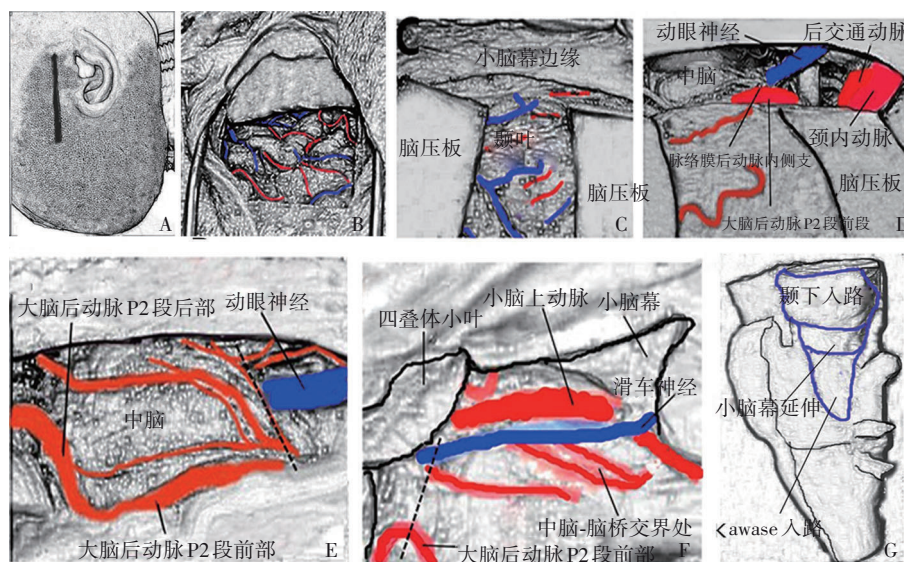 A
B
小脑幕边缘
脑压板
颞叶
脑压板
C
动眼神经
后交通动脉
中脑
颈内动脉
脉络膜后动脉内侧支
脑压板
大脑后动脉P2段前段
D
大脑后动脉P2段后部
动眼神经
中脑
大脑后动脉P2段前部
E
四叠体小叶
小脑上动脉
小脑幕
滑车神经
中脑-脑桥交界处
大脑后动脉P2段前部
F
颞下入路
小脑幕延伸
Kawase入路
G